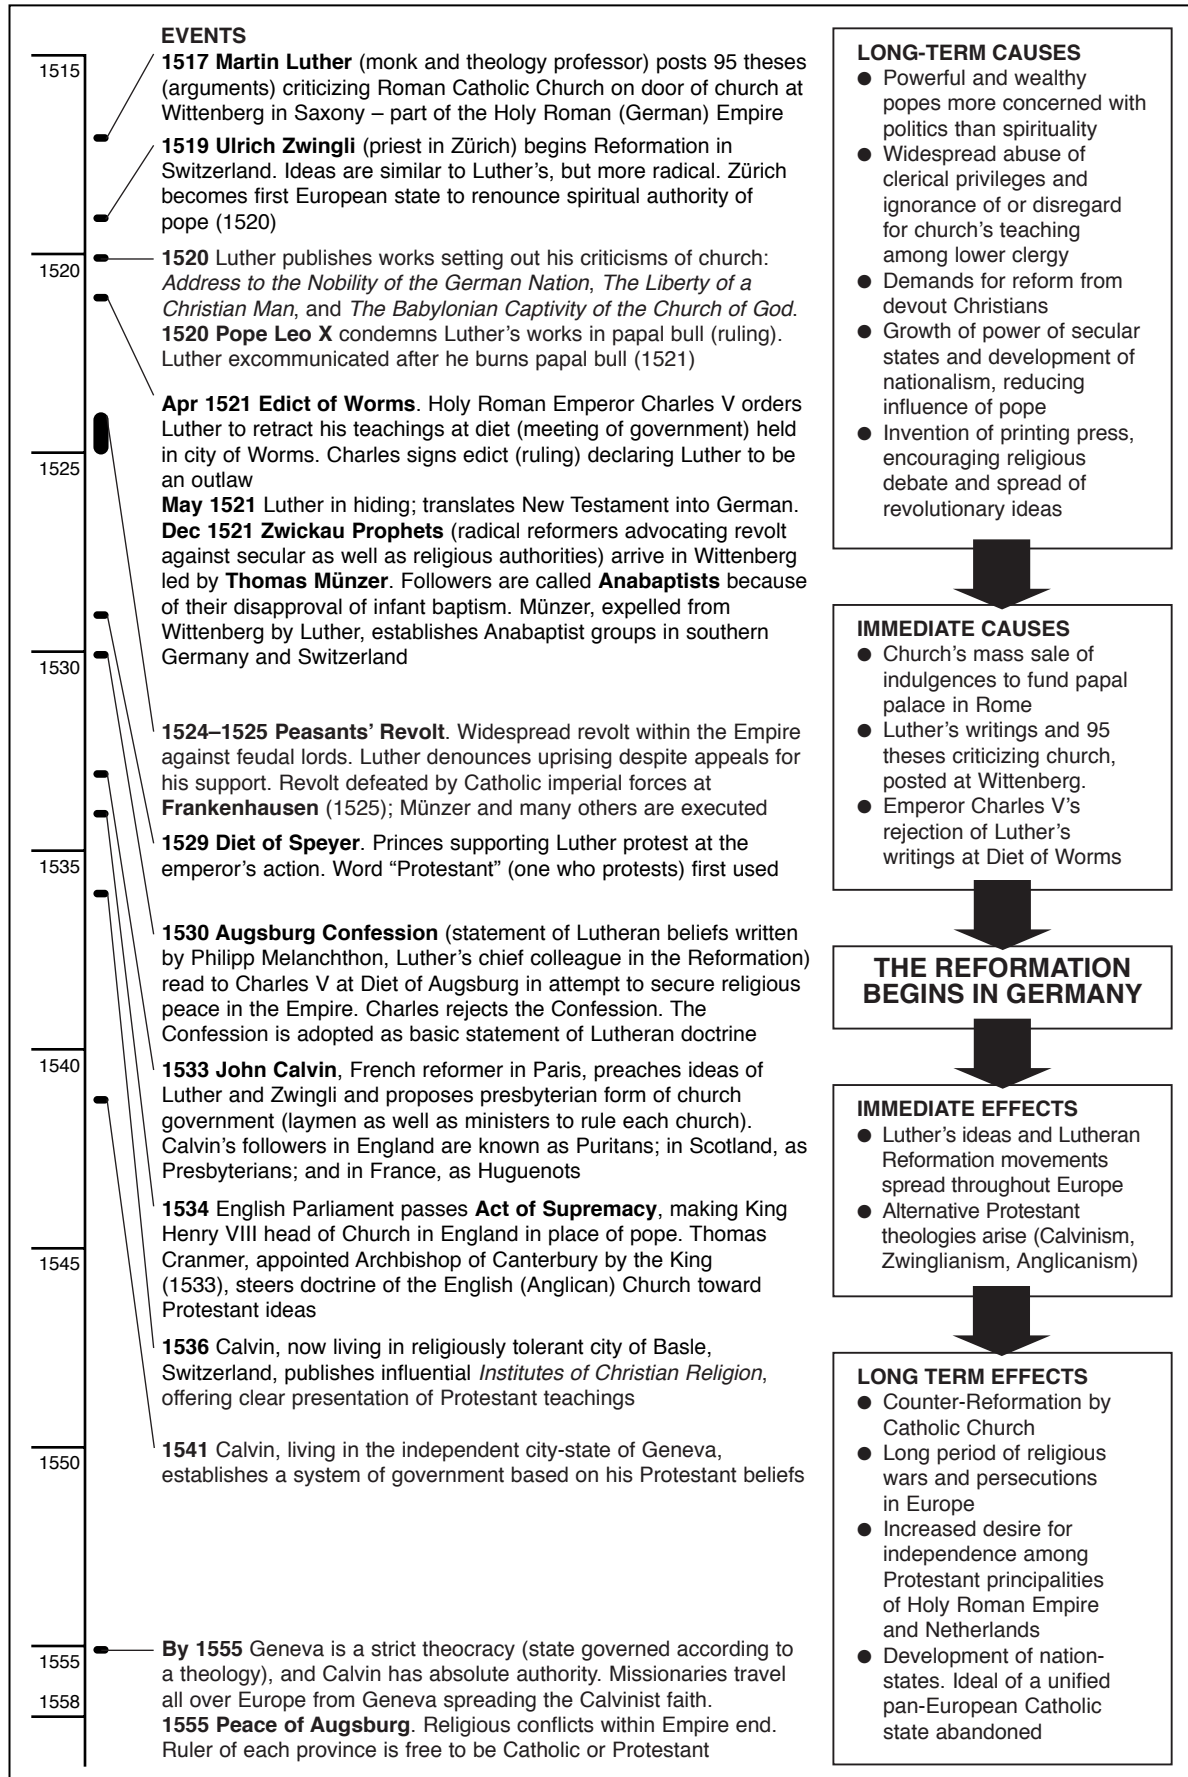 EVENTS
1517 Martin Luther (monk and theology professor) posts 95 theses
(arguments) criticizing Roman Catholic Church on door of church at
Wittenberg in Saxony – part of the Holy Roman (German) Empire
1519 Ulrich Zwingli (priest in Zürich) begins Reformation in
Switzerland. Ideas are similar to Luther's, but more radical. Zürich
becomes first European state to renounce spiritual authority of
pope (1520)
1520 Luther publishes works setting out his criticisms of church:
Address to the Nobility of the German Nation, The Liberty of a
Christian Man, and The Babylonian Captivity of the Church of God.
1520 Pope Leo X condemns Luther's works in papal bull (ruling).
Luther excommunicated after he burns papal bull (1521)
Apr 1521 Edict of Worms. Holy Roman Emperor Charles V orders
Luther to retract his teachings at diet (meeting of government) held
in city of Worms. Charles signs edict (ruling) declaring Luther to be
an outlaw
May 1521 Luther in hiding; translates New Testament into German.
Dec 1521 Zwickau Prophets (radical reformers advocating revolt
against secular as well as religious authorities) arrive in Wittenberg
led by Thomas Münzer. Followers are called Anabaptists because
of their disapproval of infant baptism. Münzer, expelled from
Wittenberg by Luther, establishes Anabaptist groups in southern
Germany and Switzerland
1524–1525 Peasants' Revolt. Widespread revolt within the Empire
against feudal lords. Luther denounces uprising despite appeals for
his support. Revolt defeated by Catholic imperial forces at
Frankenhausen (1525); Münzer and many others are executed
1529 Diet of Speyer. Princes supporting Luther protest at the
emperor's action. Word "Protestant" (one who protests) first used
1530 Augsburg Confession (statement of Lutheran beliefs written
by Philipp Melanchthon, Luther's chief colleague in the Reformation)
read to Charles V at Diet of Augsburg in attempt to secure religious
peace in the Empire. Charles rejects the Confession. The
Confession is adopted as basic statement of Lutheran doctrine
1533 John Calvin, French reformer in Paris, preaches ideas of
Luther and Zwingli and proposes presbyterian form of church
government (laymen as well as ministers to rule each church).
Calvin's followers in England are known as Puritans; in Scotland, as
Presbyterians; and in France, as Huguenots
1534 English Parliament passes Act of Supremacy, making King
Henry VIII head of Church in England in place of pope. Thomas
Cranmer, appointed Archbishop of Canterbury by the King
(1533), steers doctrine of the English (Anglican) Church toward
Protestant ideas
1536 Calvin, now living in religiously tolerant city of Basle,
Switzerland, publishes influential Institutes of Christian Religion,
offering clear presentation of Protestant teachings
1541 Calvin, living in the independent city-state of Geneva,
establishes a system of government based on his Protestant beliefs
By 1555 Geneva is a strict theocracy (state governed according to
a theology), and Calvin has absolute authority. Missionaries travel
all over Europe from Geneva spreading the Calvinist faith.
1555 Peace of Augsburg. Religious conflicts within Empire end.
Ruler of each province is free to be Catholic or Protestant
1515
1520
1525
1530
1535
1540
1545
1550
1555
1558
LONG-TERM CAUSES
● Powerful and wealthy
popes more concerned with
politics than spirituality
● Widespread abuse of
clerical privileges and
ignorance of or disregard
for church's teaching
among lower clergy
● Demands for reform from
devout Christians
● Growth of power of secular
states and development of
nationalism, reducing
influence of pope
● Invention of printing press,
encouraging religious
debate and spread of
revolutionary ideas
IMMEDIATE CAUSES
● Church's mass sale of
indulgences to fund papal
palace in Rome
● Luther's writings and 95
theses criticizing church,
posted at Wittenberg.
● Emperor Charles V's
rejection of Luther's
writings at Diet of Worms
THE REFORMATION
BEGINS IN GERMANY
IMMEDIATE EFFECTS
● Luther's ideas and Lutheran
Reformation movements
spread throughout Europe
● Alternative Protestant
theologies arise (Calvinism,
Zwinglianism, Anglicanism)
LONG TERM EFFECTS
● Counter-Reformation by
Catholic Church
● Long period of religious
wars and persecutions
in Europe
● Increased desire for
independence among
Protestant principalities
of Holy Roman Empire
and Netherlands
● Development of nation-
states. Ideal of a unified
pan-European Catholic
state abandoned